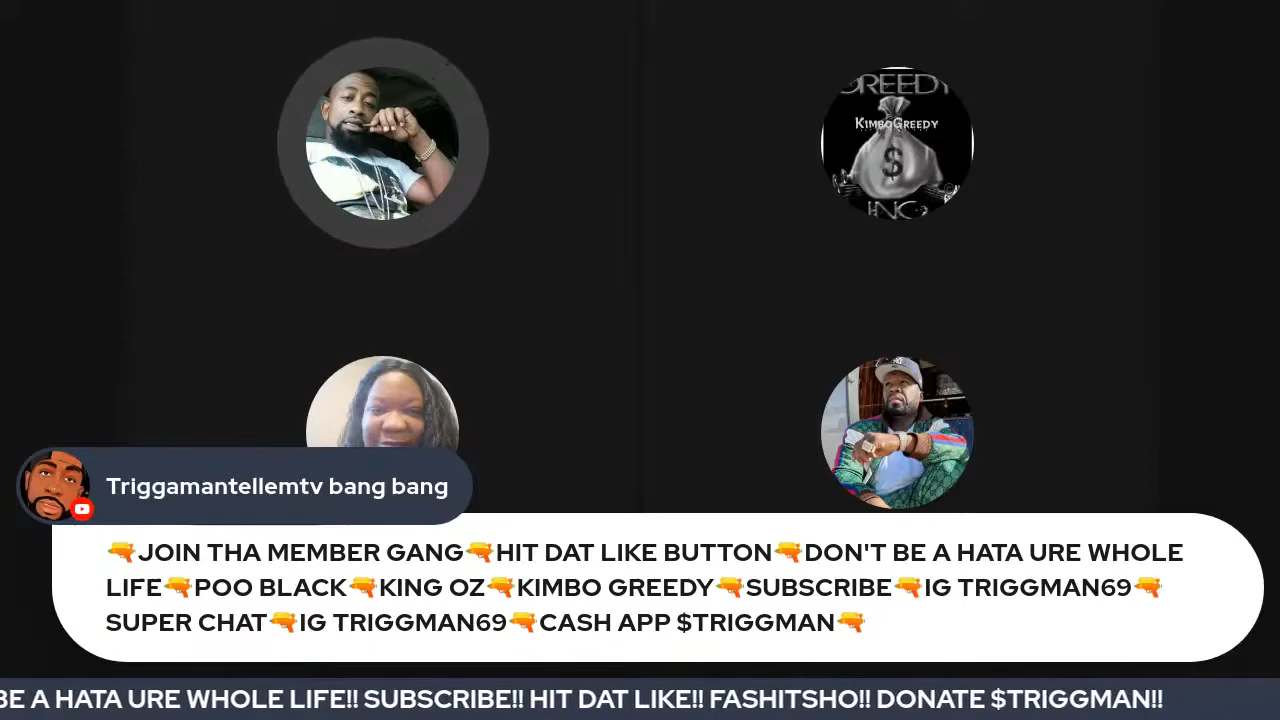 GREEDY
KIMBOGREEDY
$
INC.
Triggamantellemtv bang bang
🔫JOIN THA MEMBER GANG🔫HIT DAT LIKE BUTTON🔫DON'T BE A HATA URE WHOLE
LIFE🔫POO BLACK🔫KING OZ🔫KIMBO GREEDY🔫SUBSCRIBE🔫IG TRIGGMAN69🔫
SUPER CHAT🔫IG TRIGGMAN69🔫CASH APP $TRIGGMAN🔫
BE A HATA URE WHOLE LIFE!! SUBSCRIBE!! HIT DAT LIKE!! FASHITSHO!! DONATE $TRIGGMAN!!